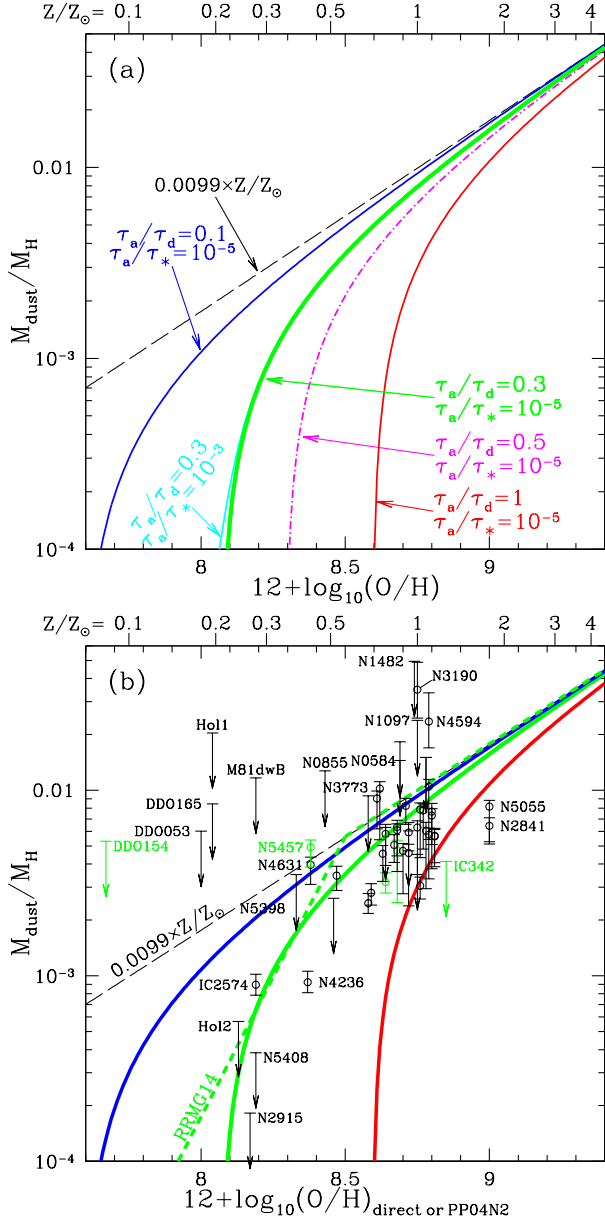 Z/Z⊙ 0.1 0.2 0.3 0.5 1 2 3 4
(a)
0.01
0.0099×Z/Z⊙
τa/τd=0.1
τa/τ*=10⁻⁵
Mdust/MH
10⁻³
τa/τd=0.3
τa/τ*=10⁻⁵
τa/τd=0.5
τa/τ*=10⁻⁵
τa/τd=0.3
τa/τ*=10⁻³
τa/τd=1
τa/τ*=10⁻⁵
10⁻⁴
8 8.5 9
12+log₁₀(O/H)
Z/Z⊙ 0.1 0.2 0.3 0.5 1 2 3 4
(b)
N1482
N3190
Hol1
N1097
N4594
M81dwB
N0855
N0584
N3773
0.01
DDO165
N5055
DDO053
N2841
DDO154
N5457
N4631
IC342
Mdust/MH
N5398
0.0099×Z/Z⊙
10⁻³
IC2574
N4236
Hol2
N5408
RRMG14
N2915
10⁻⁴
8 8.5 9
12+log₁₀(O/H)direct or PP04N2